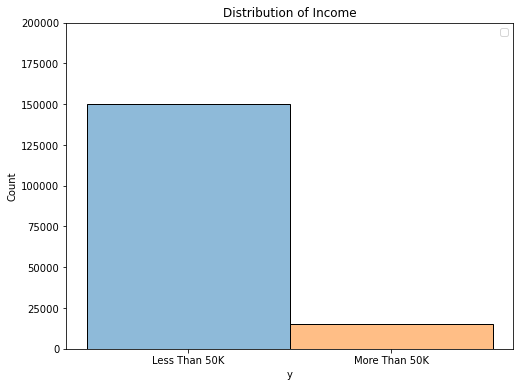 Distribution of Income
200000
175000
150000
125000
100000
75000
50000
25000
0
Count
Less Than 50K
More Than 50K
y